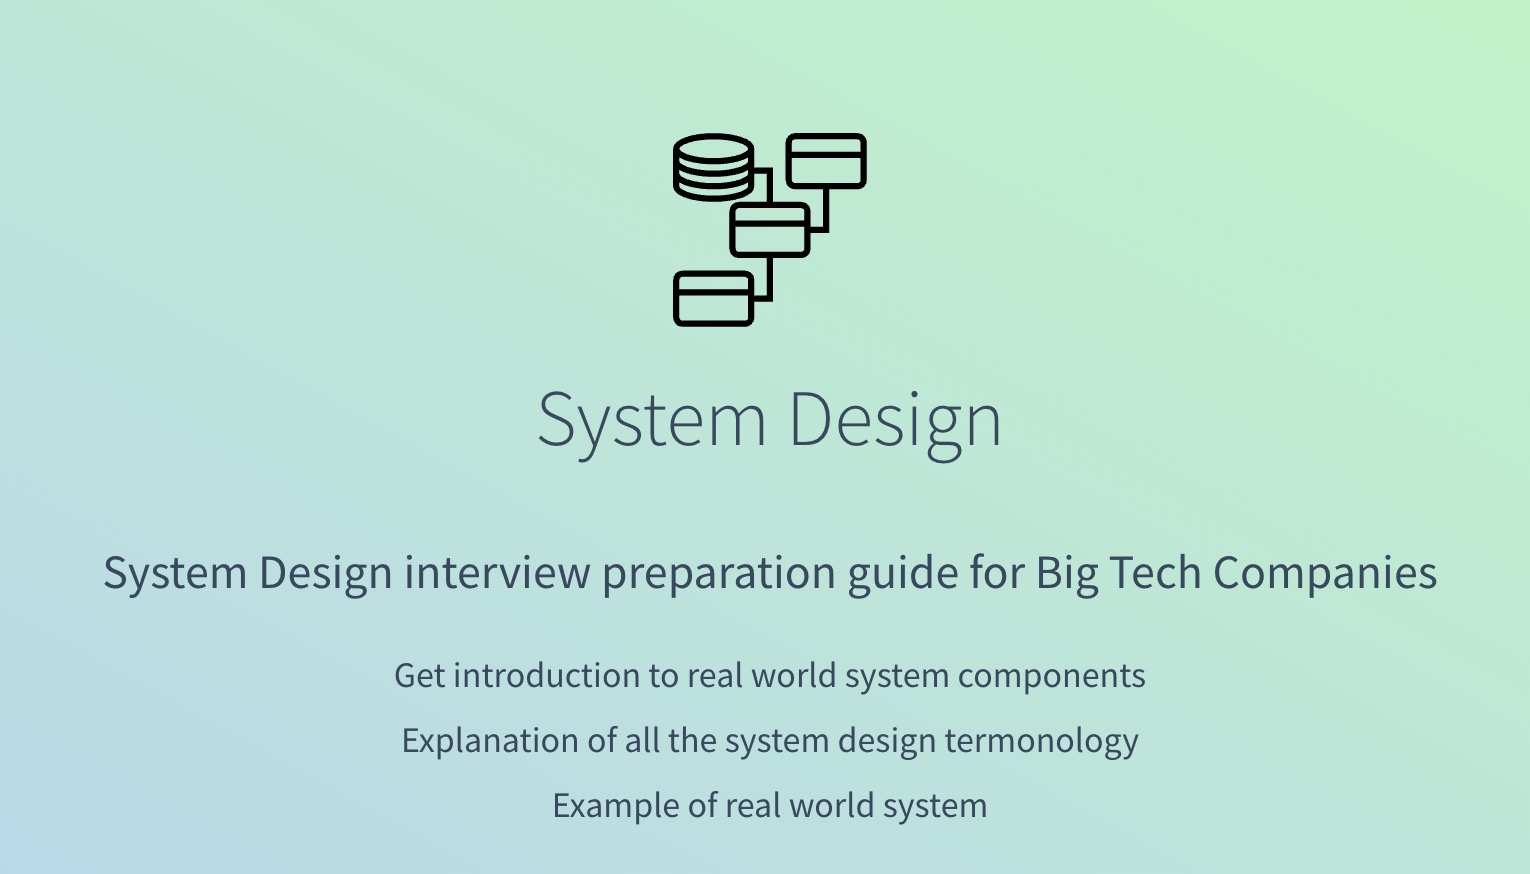 System Design
System Design interview preparation guide for Big Tech Companies
Get introduction to real world system components
Explanation of all the system design termonology
Example of real world system